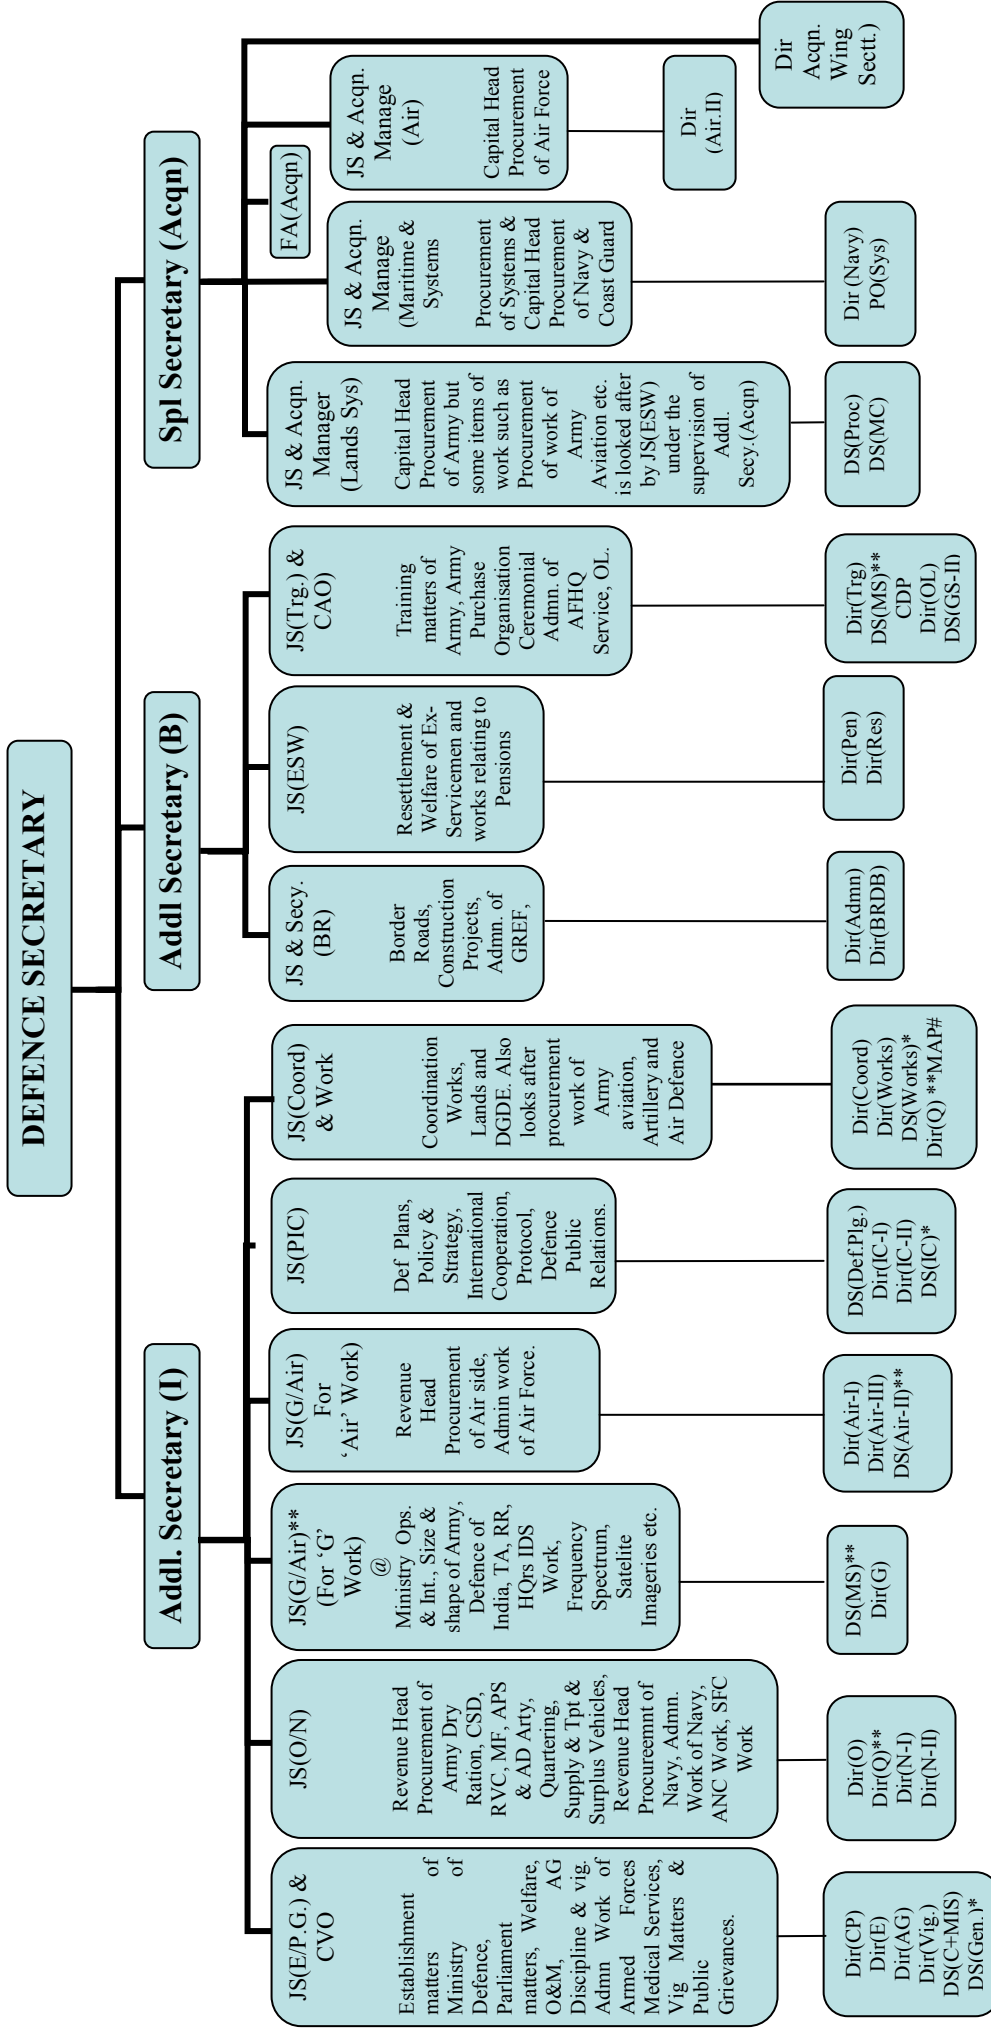 DEFENCE SECRETARY
Addl. Secretary (I)
Addl Secretary (B)
Spl Secretary (Acqn)
JS(E/P.G.) &
CVO
Establishment of
matters
Ministry of
Defence,
Parliament
matters, Welfare,
O&M, AG
Discipline & vig.
Admn Work of
Armed Forces
Medical Services,
Vig Matters &
Public
Grievances.
JS(O/N)
Revenue Head
Procurement of
Army Dry
Ration, CSD,
RVC, MF, APS
& AD Arty,
Quartering,
Supply & Tpt &
Surplus Vehicles,
Revenue Head
Procureemnt of
Navy, Admn.
Work of Navy,
ANC Work, SFC
Work
JS(G/Air)**
(For ‘G’
Work)
@
Ministry Ops.
& Int., Size &
shape of Army,
Defence of
India, TA, RR,
HQrs IDS
Work,
Frequency
Spectrum,
Satelite
Imageries etc.
JS(G/Air)
For
‘Air’ Work)
Revenue
Head
Procurement
of Air side,
Admin work
of Air Force.
JS(PIC)
Def Plans,
Policy &
Strategy,
International
Cooperation,
Protocol,
Defence
Public
Relations.
JS(Coord)
& Work
Coordination
Works,
Lands and
DGDE. Also
looks after
procurement
work of
Army
aviation,
Artillery and
Air Defence
JS & Secy.
(BR)
Border
Roads,
Construction
Projects,
Admn. of
GREF,
JS(ESW)
Resettlement &
Welfare of Ex-
Servicemen and
works relating to
Pensions
JS(Trg.) &
CAO)
Training
matters of
Army, Army
Purchase
Organisation
Ceremonial
Admn. of
AFHQ
Service, OL.
JS & Acqn.
Manager
(Lands Sys)
Capital Head
Procurement
of Army but
some items of
work such as
Procurement
of work of
Army
Aviation etc.
is looked after
by JS(ESW)
under the
supervision of
Addl.
Secy.(Acqn)
JS & Acqn.
Manage
(Maritime &
Systems
Procurement
of Systems &
Capital Head
Procurement
of Navy &
Coast Guard
FA(Acqn)
JS & Acqn.
Manage
(Air)
Capital Head
Procurement
of Air Force
Dir
Acqn.
Wing
Sectt.
Dir(CP)
Dir(E)
Dir(AG)
Dir(Vig.)
DS(C+MIS)
DS(Gen.)*
Dir(O)
Dir(Q)**
Dir(N-I)
Dir(N-II)
DS(MS)**
Dir(G)
Dir(Air-I)
Dir(Air-III)
DS(Air-II)**
DS(Def.Plg.)
Dir(IC-I)
Dir(IC-II)
DS(IC)*
Dir(Coord)
Dir(Works)
DS(Works)*
Dir(Q) **MAP#
Dir(Admn)
Dir(BRDB)
Dir(Pen)
Dir(Res)
Dir(Trg)
DS(MS)**
CDP
Dir(OL)
DS(GS-II)
DS(Proc)
DS(MC)
Dir (Navy)
PO(Sys)
Dir
(Air.II)